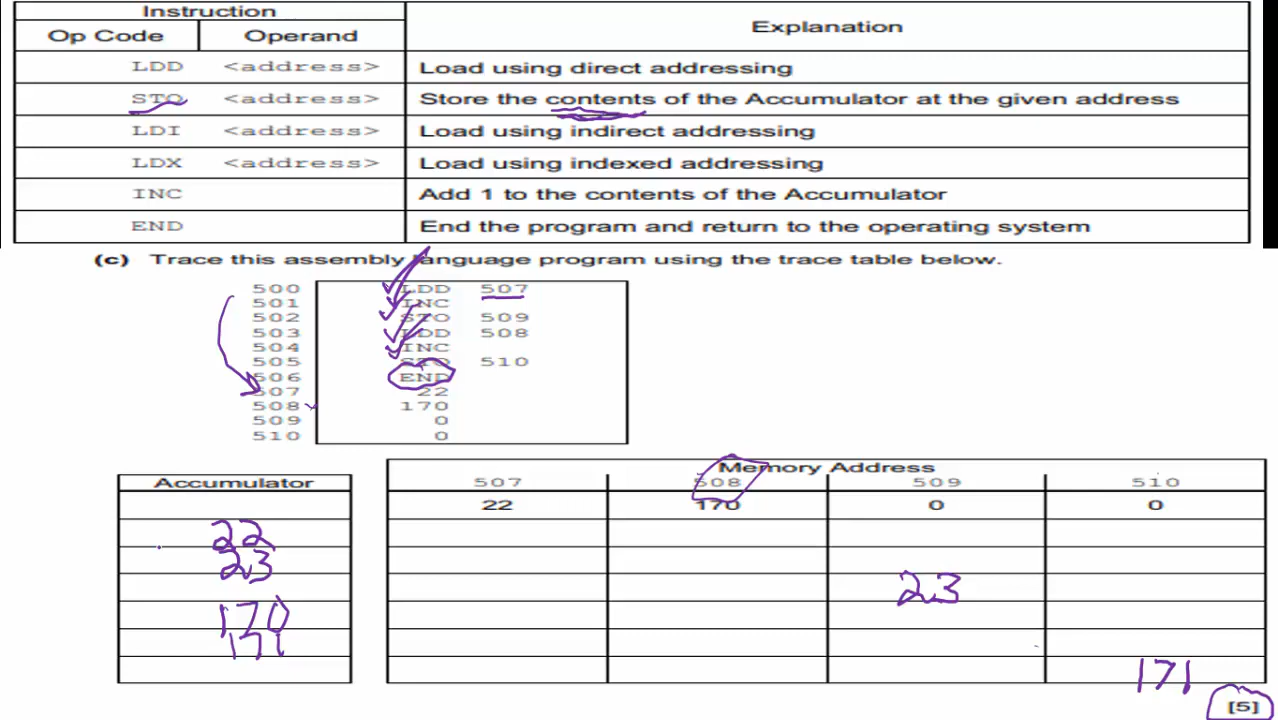 Instruction
Op Code Operand Explanation
LDD <address> Load using direct addressing
STO <address> Store the contents of the Accumulator at the given address
LDI <address> Load using indirect addressing
LDX <address> Load using indexed addressing
INC Add 1 to the contents of the Accumulator
END End the program and return to the operating system
(c) Trace this assembly language program using the trace table below.
500 LDD 507
501 INC
502 STO 509
503 LDD 508
504 INC
505 STO 510
506 END
507 22
508 170
509 0
510 0
Memory Address
Accumulator 507 508 509 510
22 170 0 0
22
23
23
170
171
171
[5]